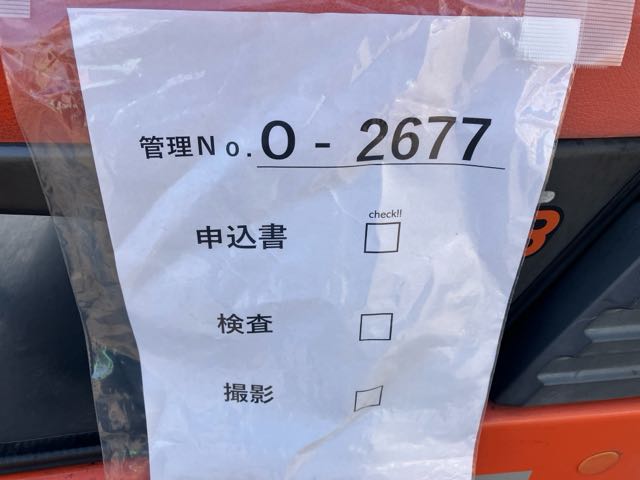 管理No. O - 2677
check!!
申込書 □
検査 □
撮影 □